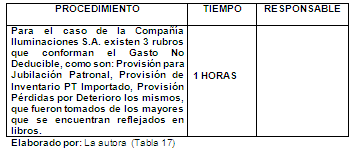 PROCEDIMIENTO TIEMPO RESPONSABLE
Para el caso de la Compañía
Iluminaciones S.A. existen 3 rubros
que conforman el Gasto No
Deducible, como son: Provisión para
Jubilación Patronal, Provisión de
Inventario PT Importado, Provisión
Pérdidas por Deterioro los mismos,
que fueron tomados de los mayores
que se encuentran reflejados en
libros.
1 HORAS
Elaborado por: La autora (Tabla 17)